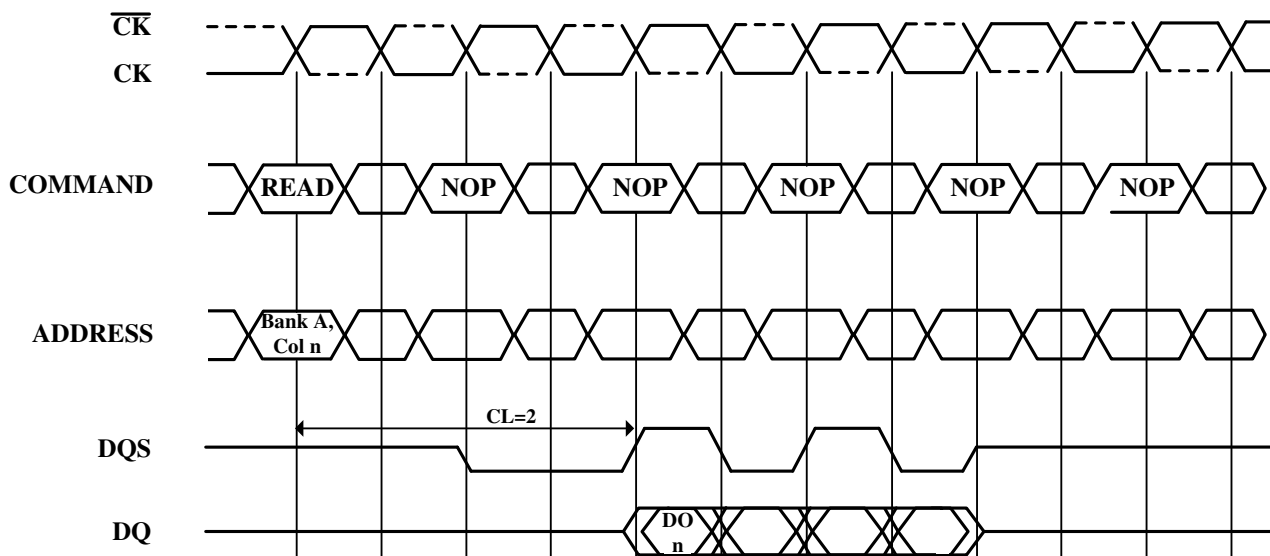 CK
CK
COMMAND
READ
NOP
NOP
NOP
NOP
NOP
ADDRESS
Bank A,
Col n
CL=2
DQS
DQ
DO
n